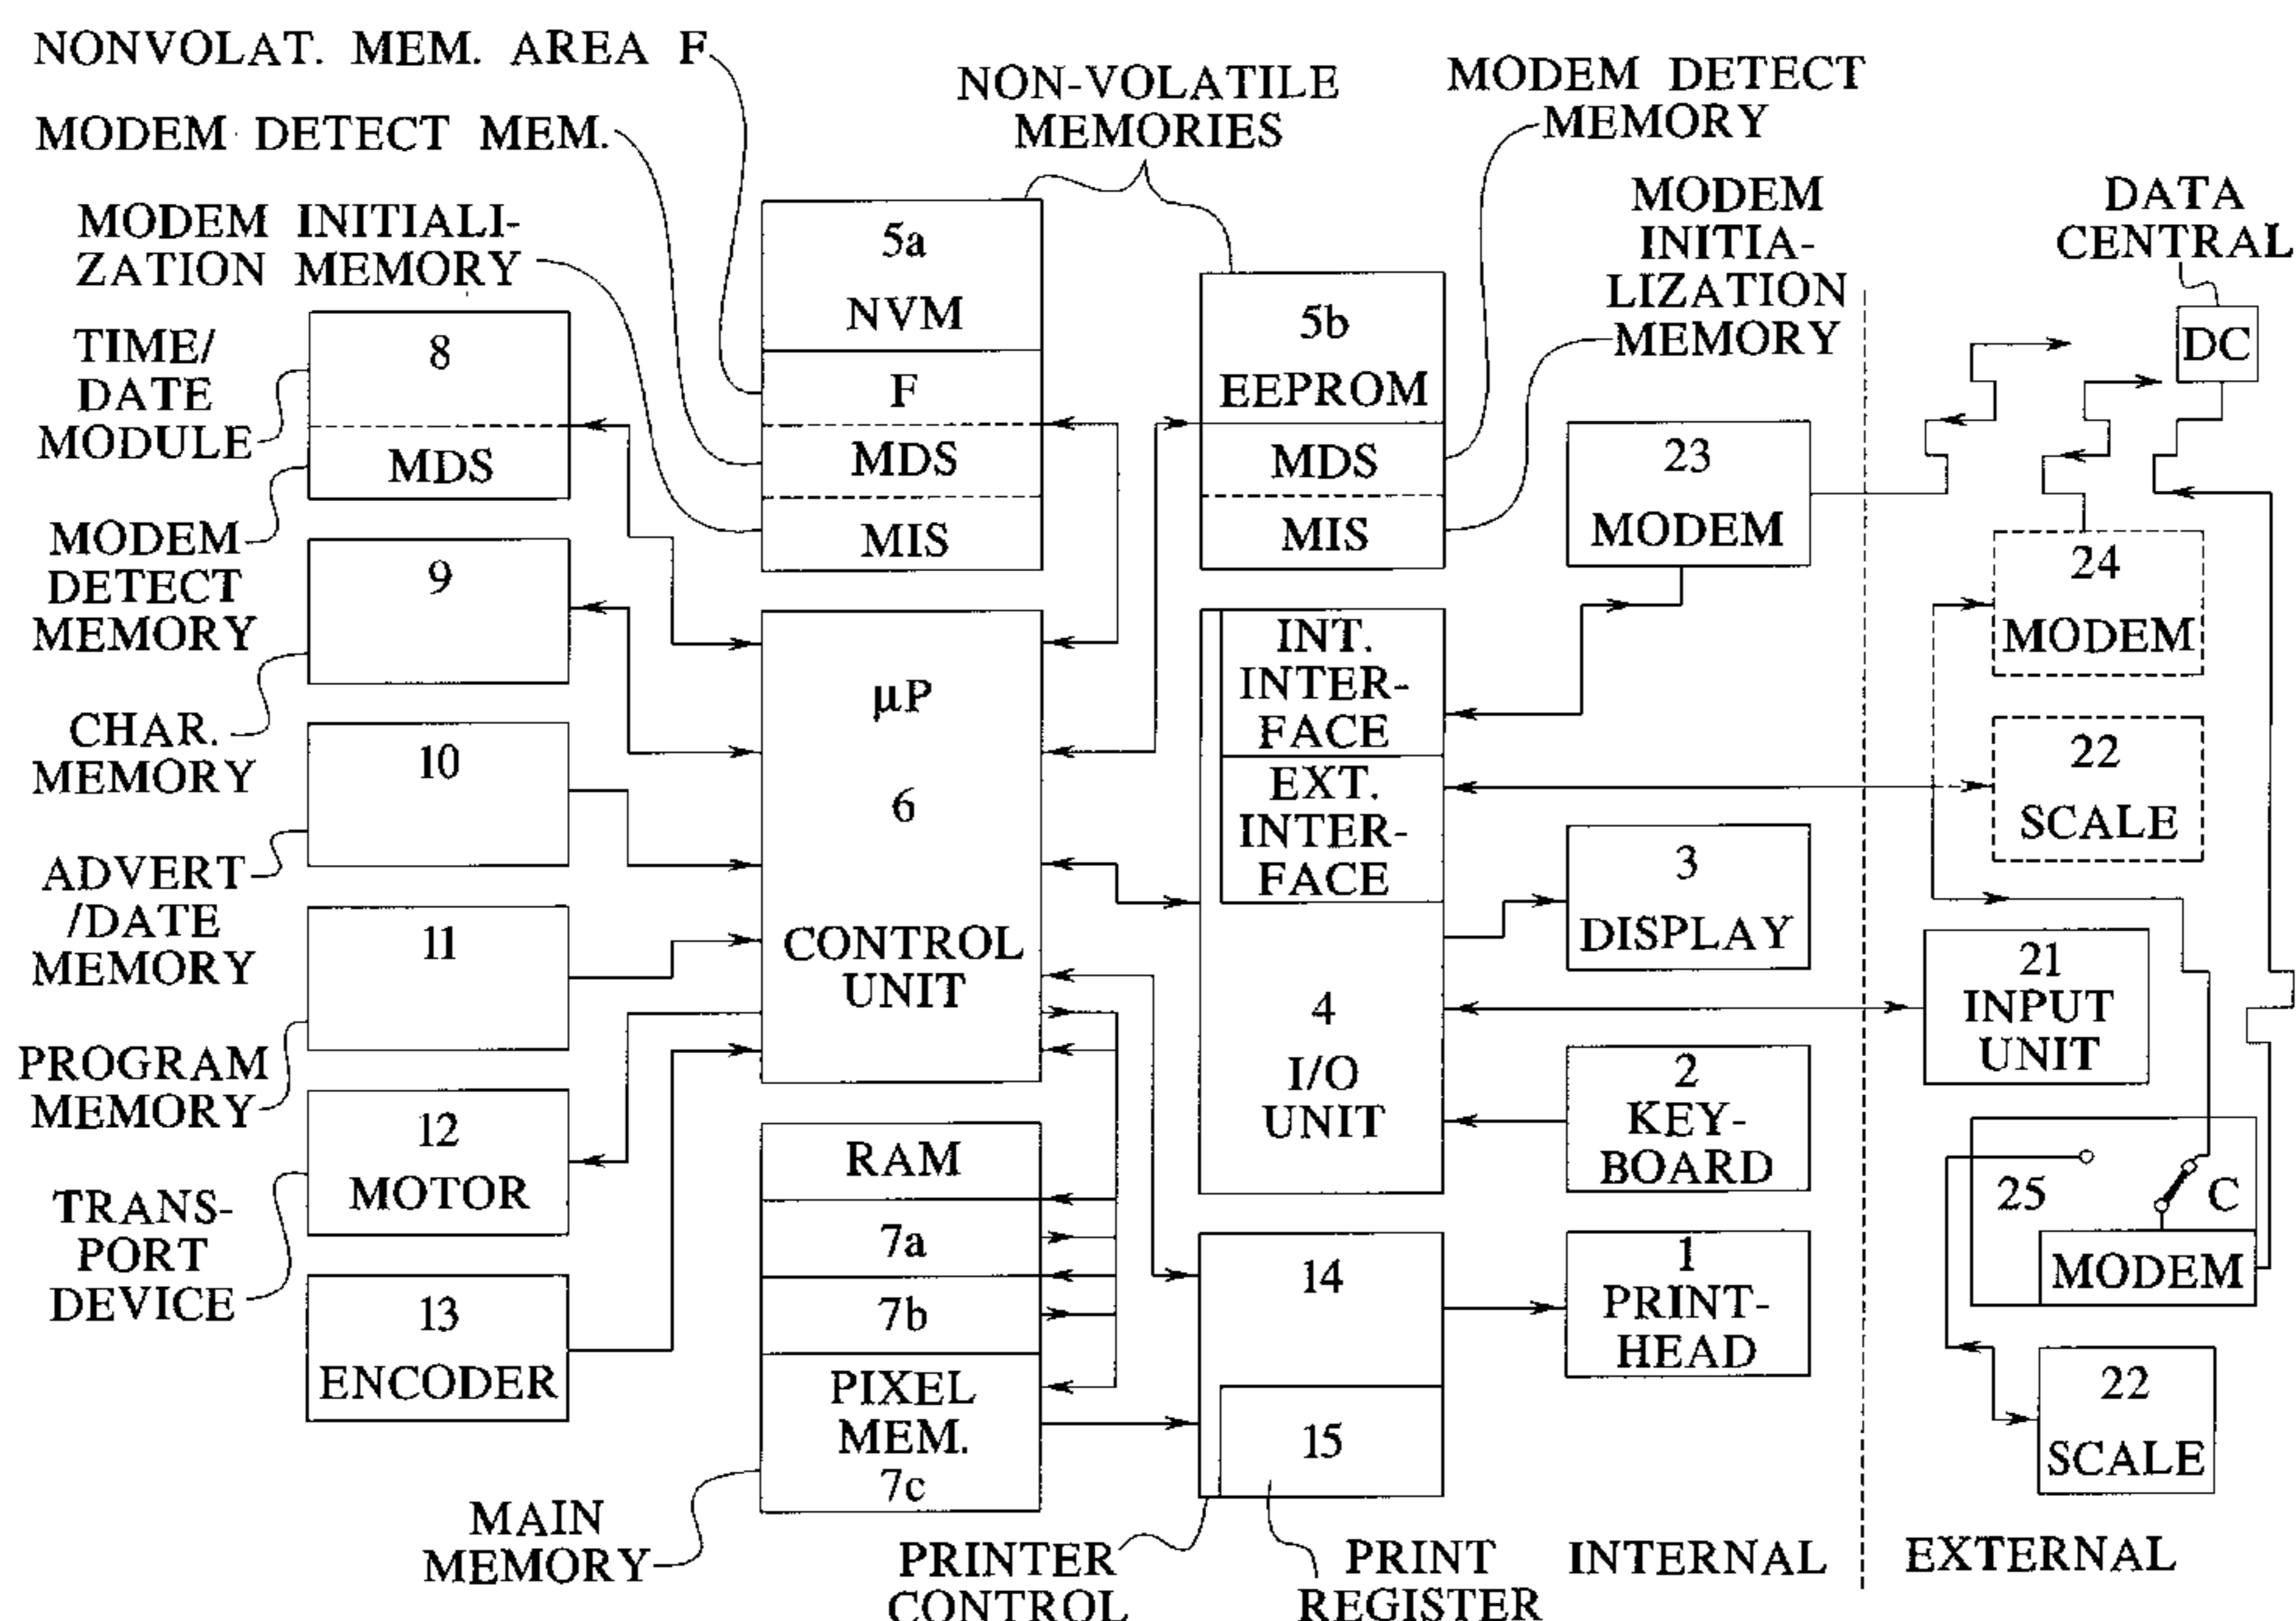 NONVOLAT. MEM. AREA F
MODEM DETECT MEM.
MODEM INITIALI-
ZATION MEMORY
TIME/
DATE
MODULE
MODEM
DETECT
MEMORY
CHAR.
MEMORY
ADVERT
/DATE
MEMORY
PROGRAM
MEMORY
TRANS-
PORT
DEVICE
8
MDS
9
10
11
12
MOTOR
13
ENCODER
NON-VOLATILE
MEMORIES
5a
NVM
F
MDS
MIS
µP
6
CONTROL
UNIT
RAM
7a
7b
PIXEL
MEM.
7c
MAIN
MEMORY
MODEM DETECT
MEMORY
MODEM
INITIA-
LIZATION
MEMORY
5b
EEPROM
MDS
MIS
INT.
INTER-
FACE
EXT.
INTER-
FACE
4
I/O
UNIT
14
15
PRINTER
CONTROL
PRINT
REGISTER
23
MODEM
3
DISPLAY
2
KEY-
BOARD
1
PRINT-
HEAD
INTERNAL
DATA
CENTRAL
DC
24
MODEM
22
SCALE
21
INPUT
UNIT
25
C
MODEM
22
SCALE
EXTERNAL